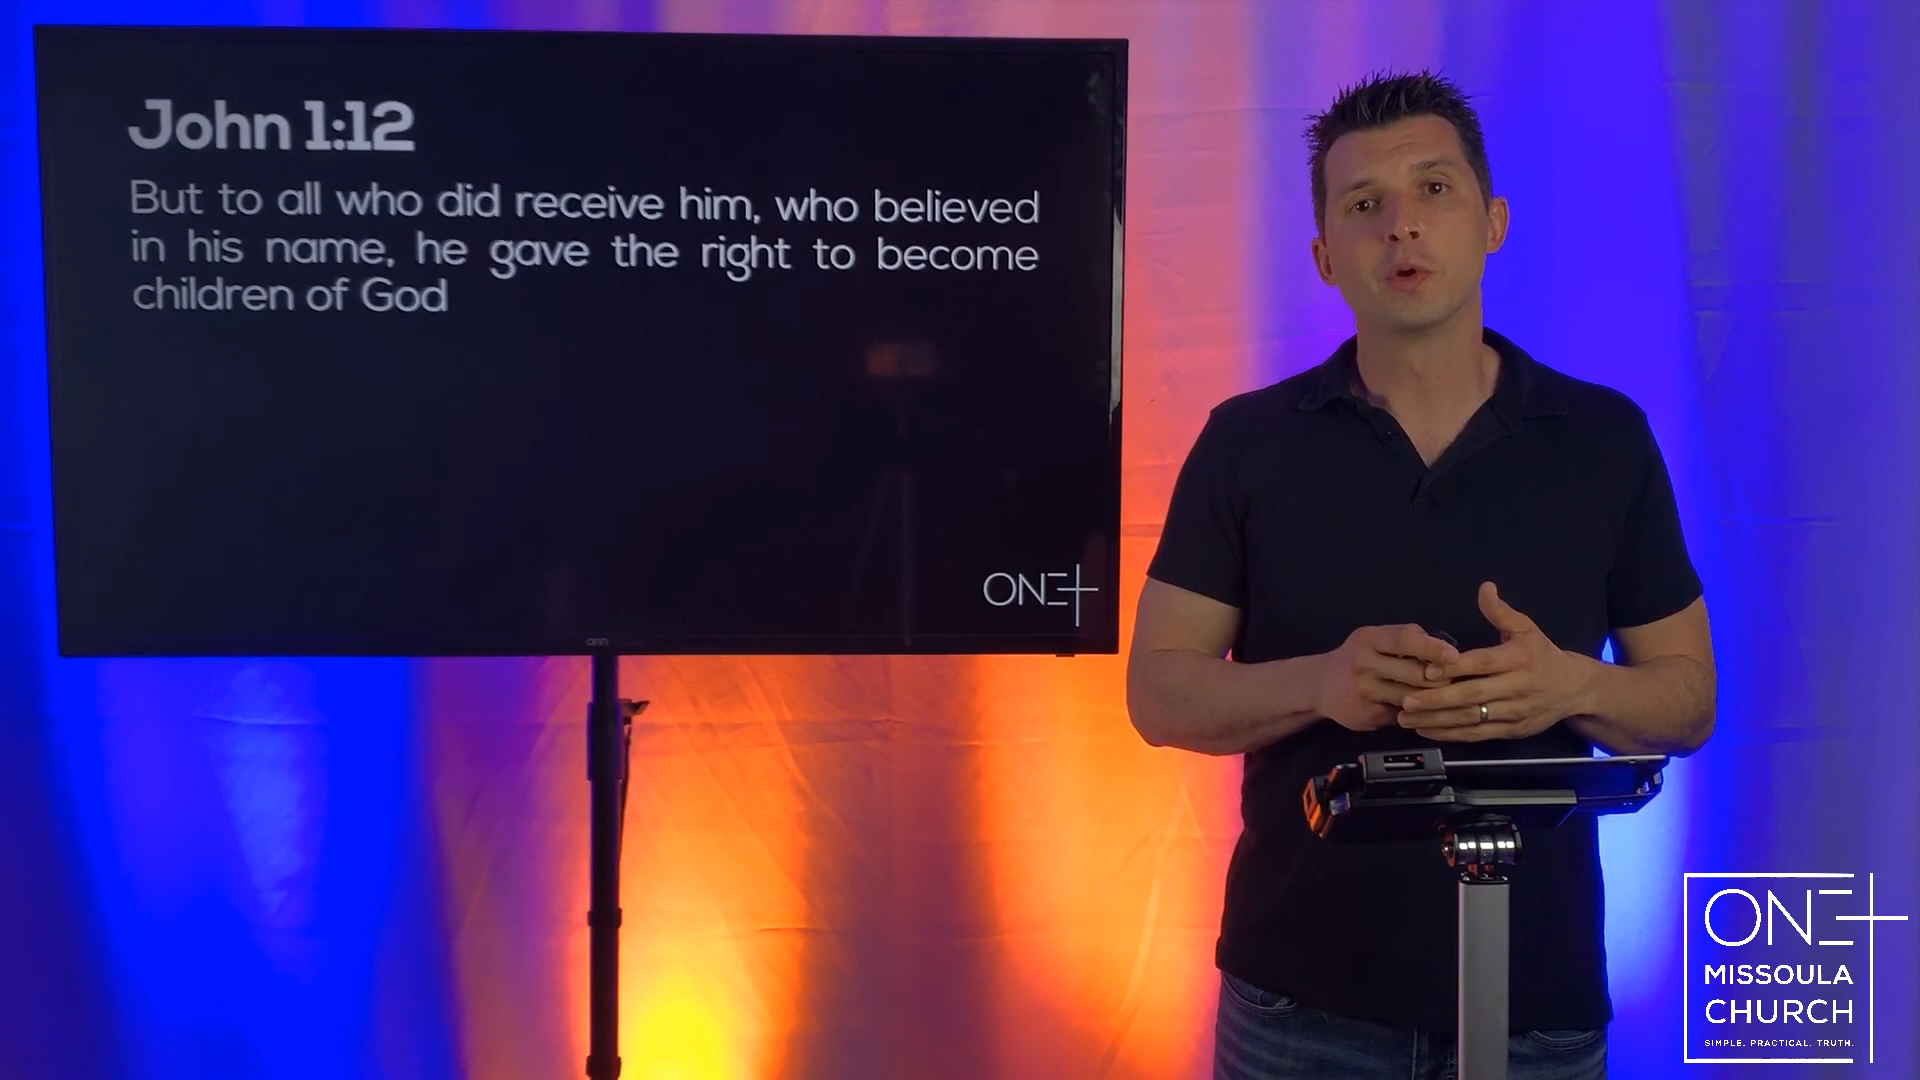 John 1:12
But to all who did receive him, who believed
in his name, he gave the right to become
children of God
ONE
onn
ONE
MISSOULA
CHURCH
SIMPLE. PRACTICAL. TRUTH.